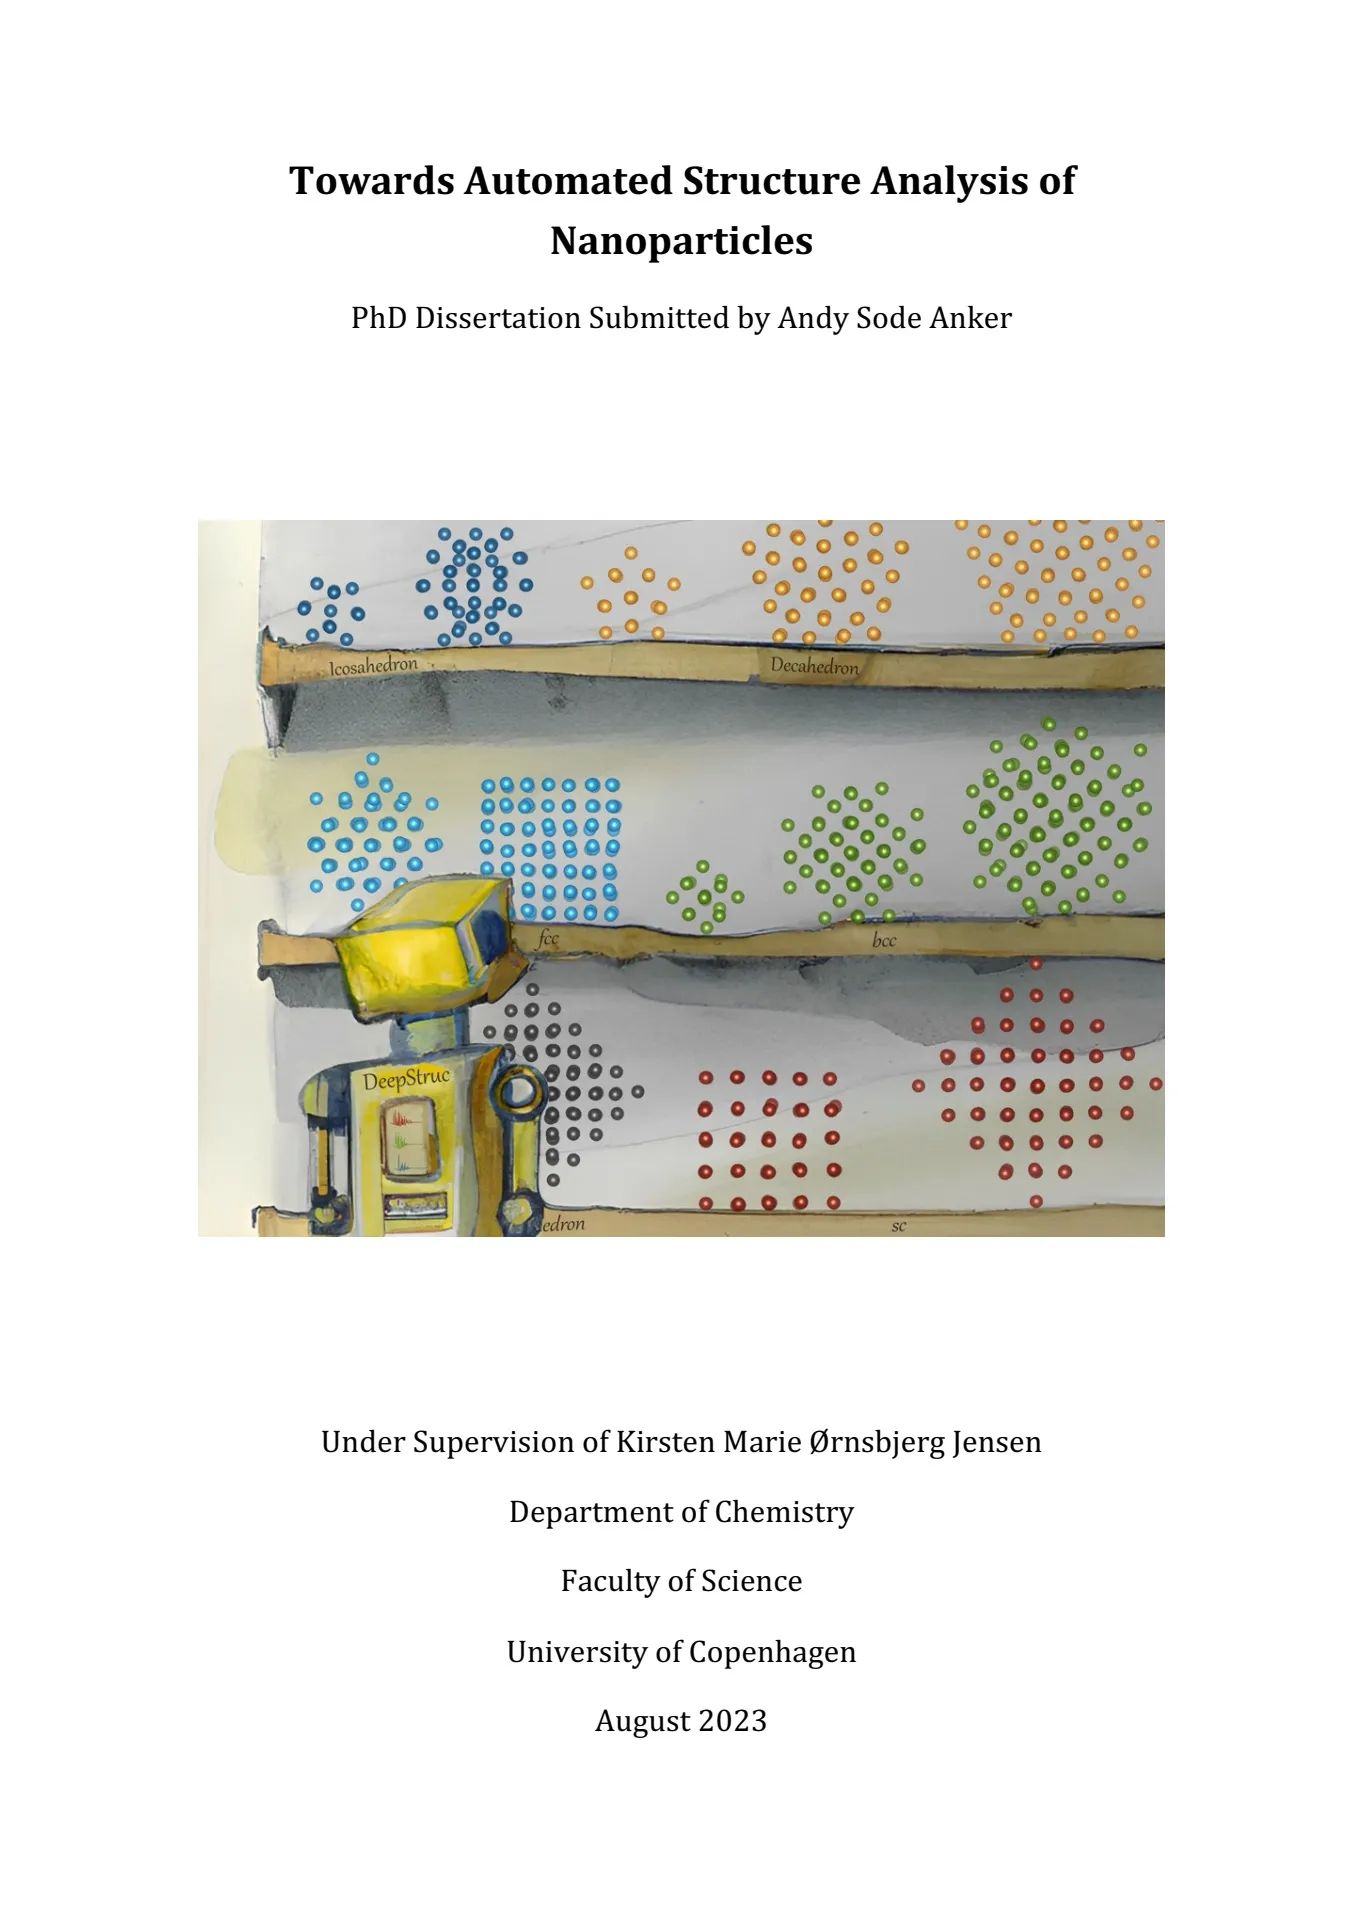 Towards Automated Structure Analysis of
Nanoparticles
PhD Dissertation Submitted by Andy Sode Anker
Icosahedron
Decahedron
fcc
bcc
DeepStruc
edron
sc
Under Supervision of Kirsten Marie Ørnsbjerg Jensen
Department of Chemistry
Faculty of Science
University of Copenhagen
August 2023